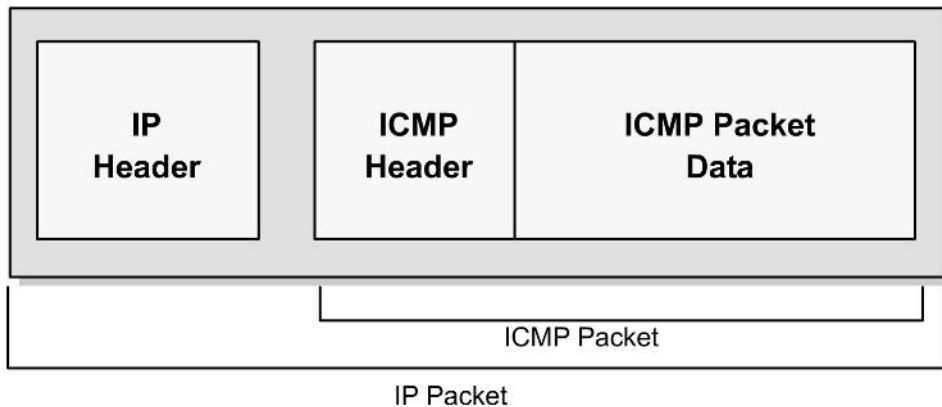 IP
Header
ICMP
Header
ICMP Packet
Data
ICMP Packet
IP Packet